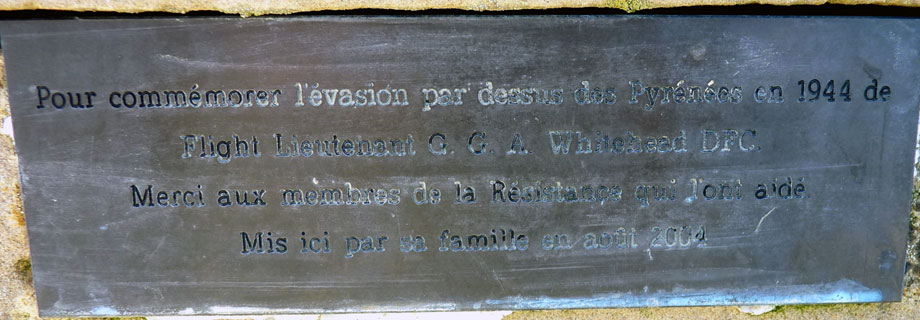 Pour commémorer l'évasion par dessus des Pyrénées en 1944 de
Flight Lieutenant G. G. A. Whitehead DFC.
Merci aux membres de la Résistance qui l'ont aidé.
Mis ici par sa famille en août 2004